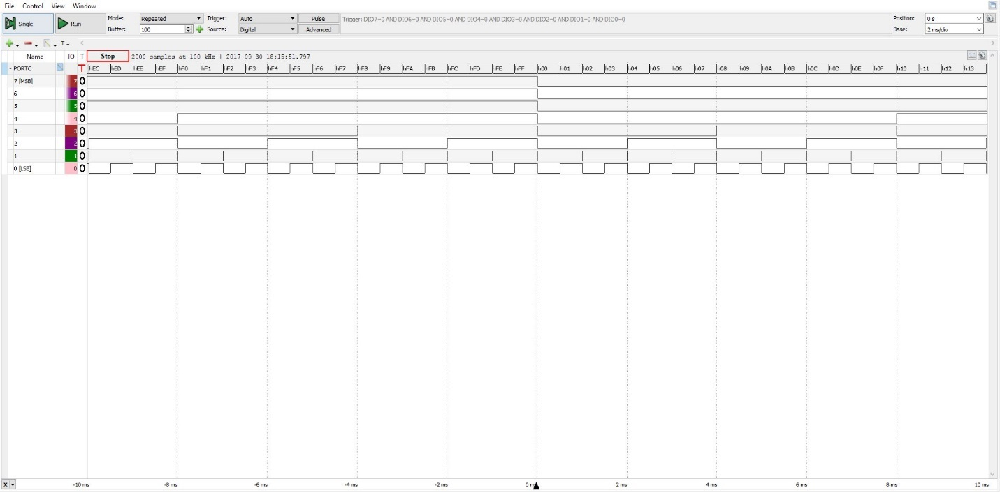 File Control View Window
Single Run Mode: Repeated Trigger: Auto Pulse Trigger: DIO7=0 AND DIO6=0 AND DIO5=0 AND DIO4=0 AND DIO3=0 AND DIO2=0 AND DIO1=0 AND DIO0=0 Position: 0 s
Buffer: 100 Source: Digital Advanced Base: 2 ms/div
T
Name IO T Stop 2000 samples at 100 kHz | 2017-09-30 18:15:51.797
- PORTC T hEC hED hEE hEF hF0 hF1 hF2 hF3 hF4 hF5 hF6 hF7 hF8 hF9 hFA hFB hFC hFD hFE hFF h00 h01 h02 h03 h04 h05 h06 h07 h08 h09 h0A h0B h0C h0D h0E h0F h10 h11 h12 h13
7 [MSB] 7 0
6 6 0
5 5 0
4 4 0
3 3 0
2 2 0
1 1 0
0 [LSB] 0 0
X -10 ms -8 ms -6 ms -4 ms -2 ms 0 ms 2 ms 4 ms 6 ms 8 ms 10 ms